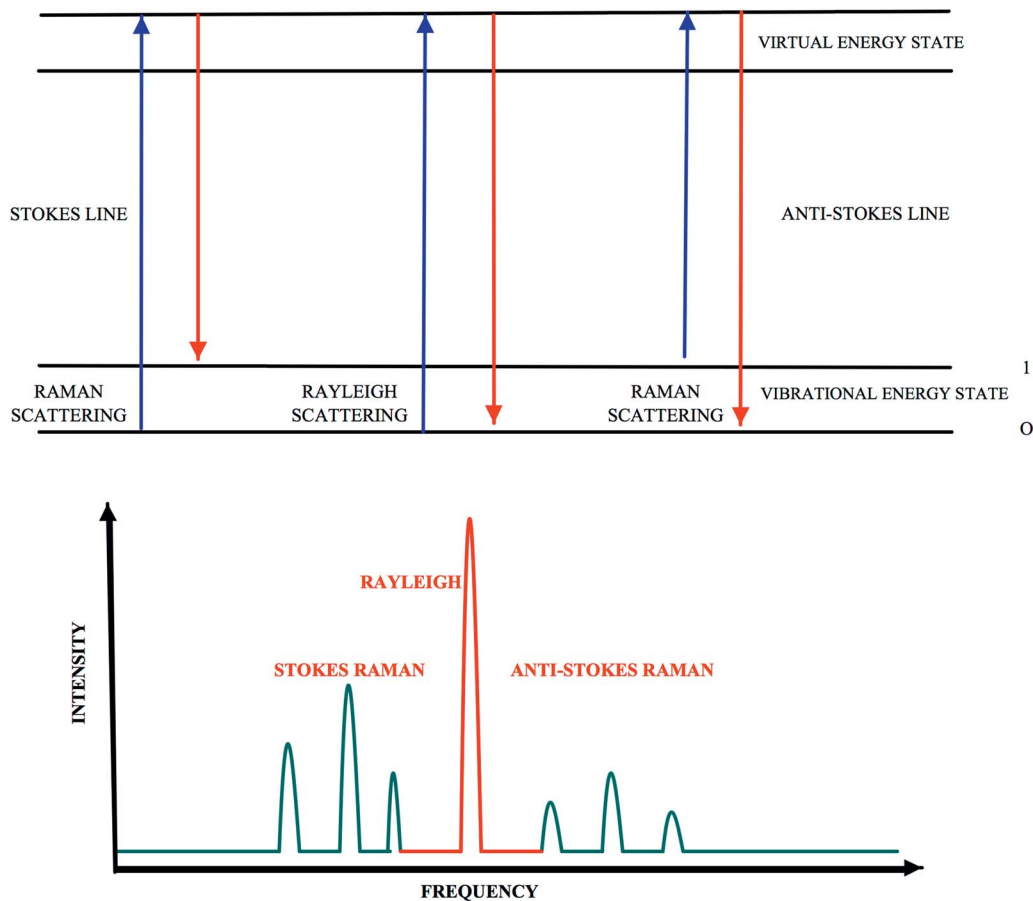 VIRTUAL ENERGY STATE
STOKES LINE
ANTI-STOKES LINE
1
RAMAN
SCATTERING
RAYLEIGH
SCATTERING
RAMAN
SCATTERING
VIBRATIONAL ENERGY STATE
O
RAYLEIGH
STOKES RAMAN
ANTI-STOKES RAMAN
INTENSITY
FREQUENCY